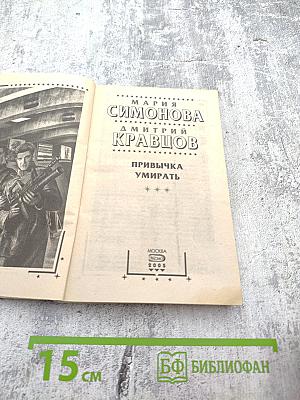 МАРИЯ
СИМОНОВА
ДМИТРИЙ
КРАВЦОВ
ПРИВЫЧКА
УМИРАТЬ
МОСКВА
2005
15 см
БФ БИБЛИОФАН